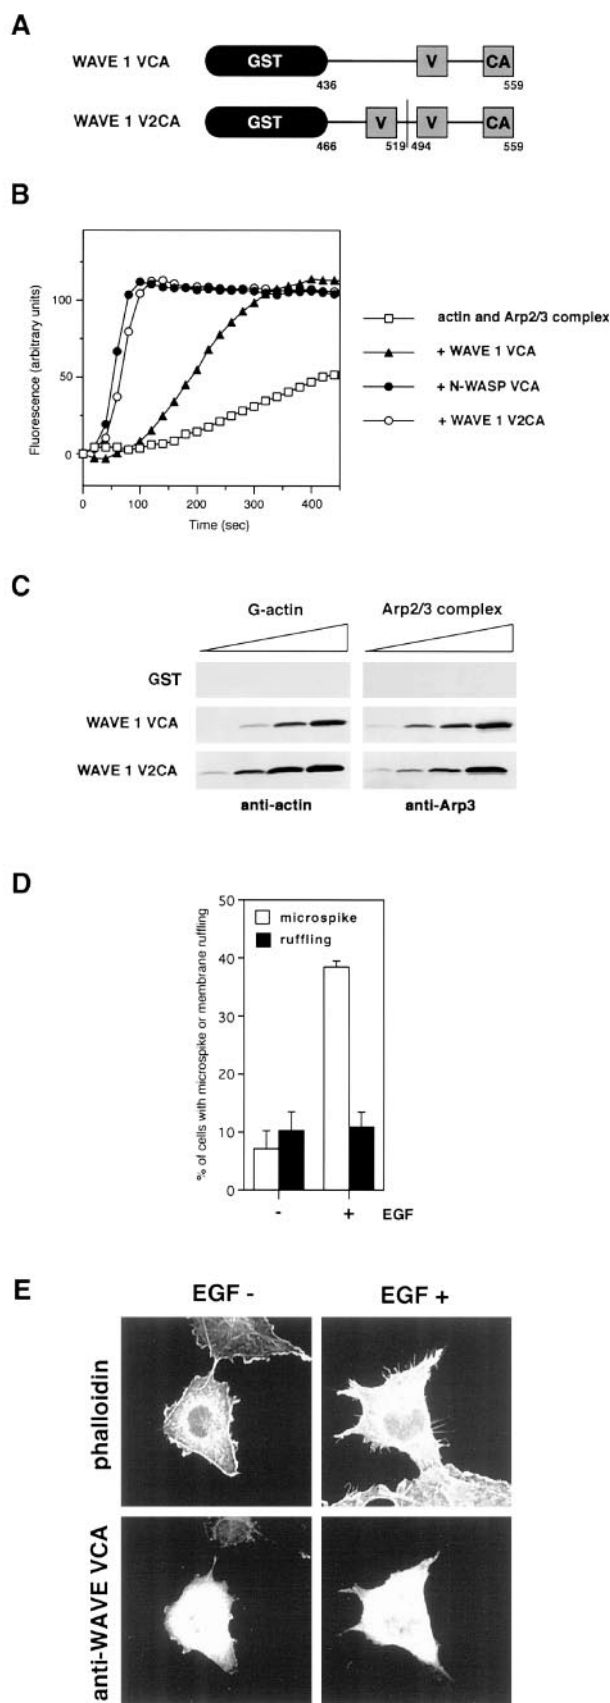 A
WAVE 1 VCA GST V CA
436 559
WAVE 1 V2CA GST V V CA
466 519 494 559
B
Fluorescence (arbitrary units)
100
50
0
0 100 200 300 400
Time (sec)
actin and Arp2/3 complex
+ WAVE 1 VCA
+ N-WASP VCA
+ WAVE 1 V2CA
C
G-actin Arp2/3 complex
GST
WAVE 1 VCA
WAVE 1 V2CA
anti-actin anti-Arp3
D
% of cells with microspike or membrane ruffling
50
40
30
20
10
0
microspike
ruffling
- + EGF
E
EGF - EGF +
phalloidin
anti-WAVE VCA